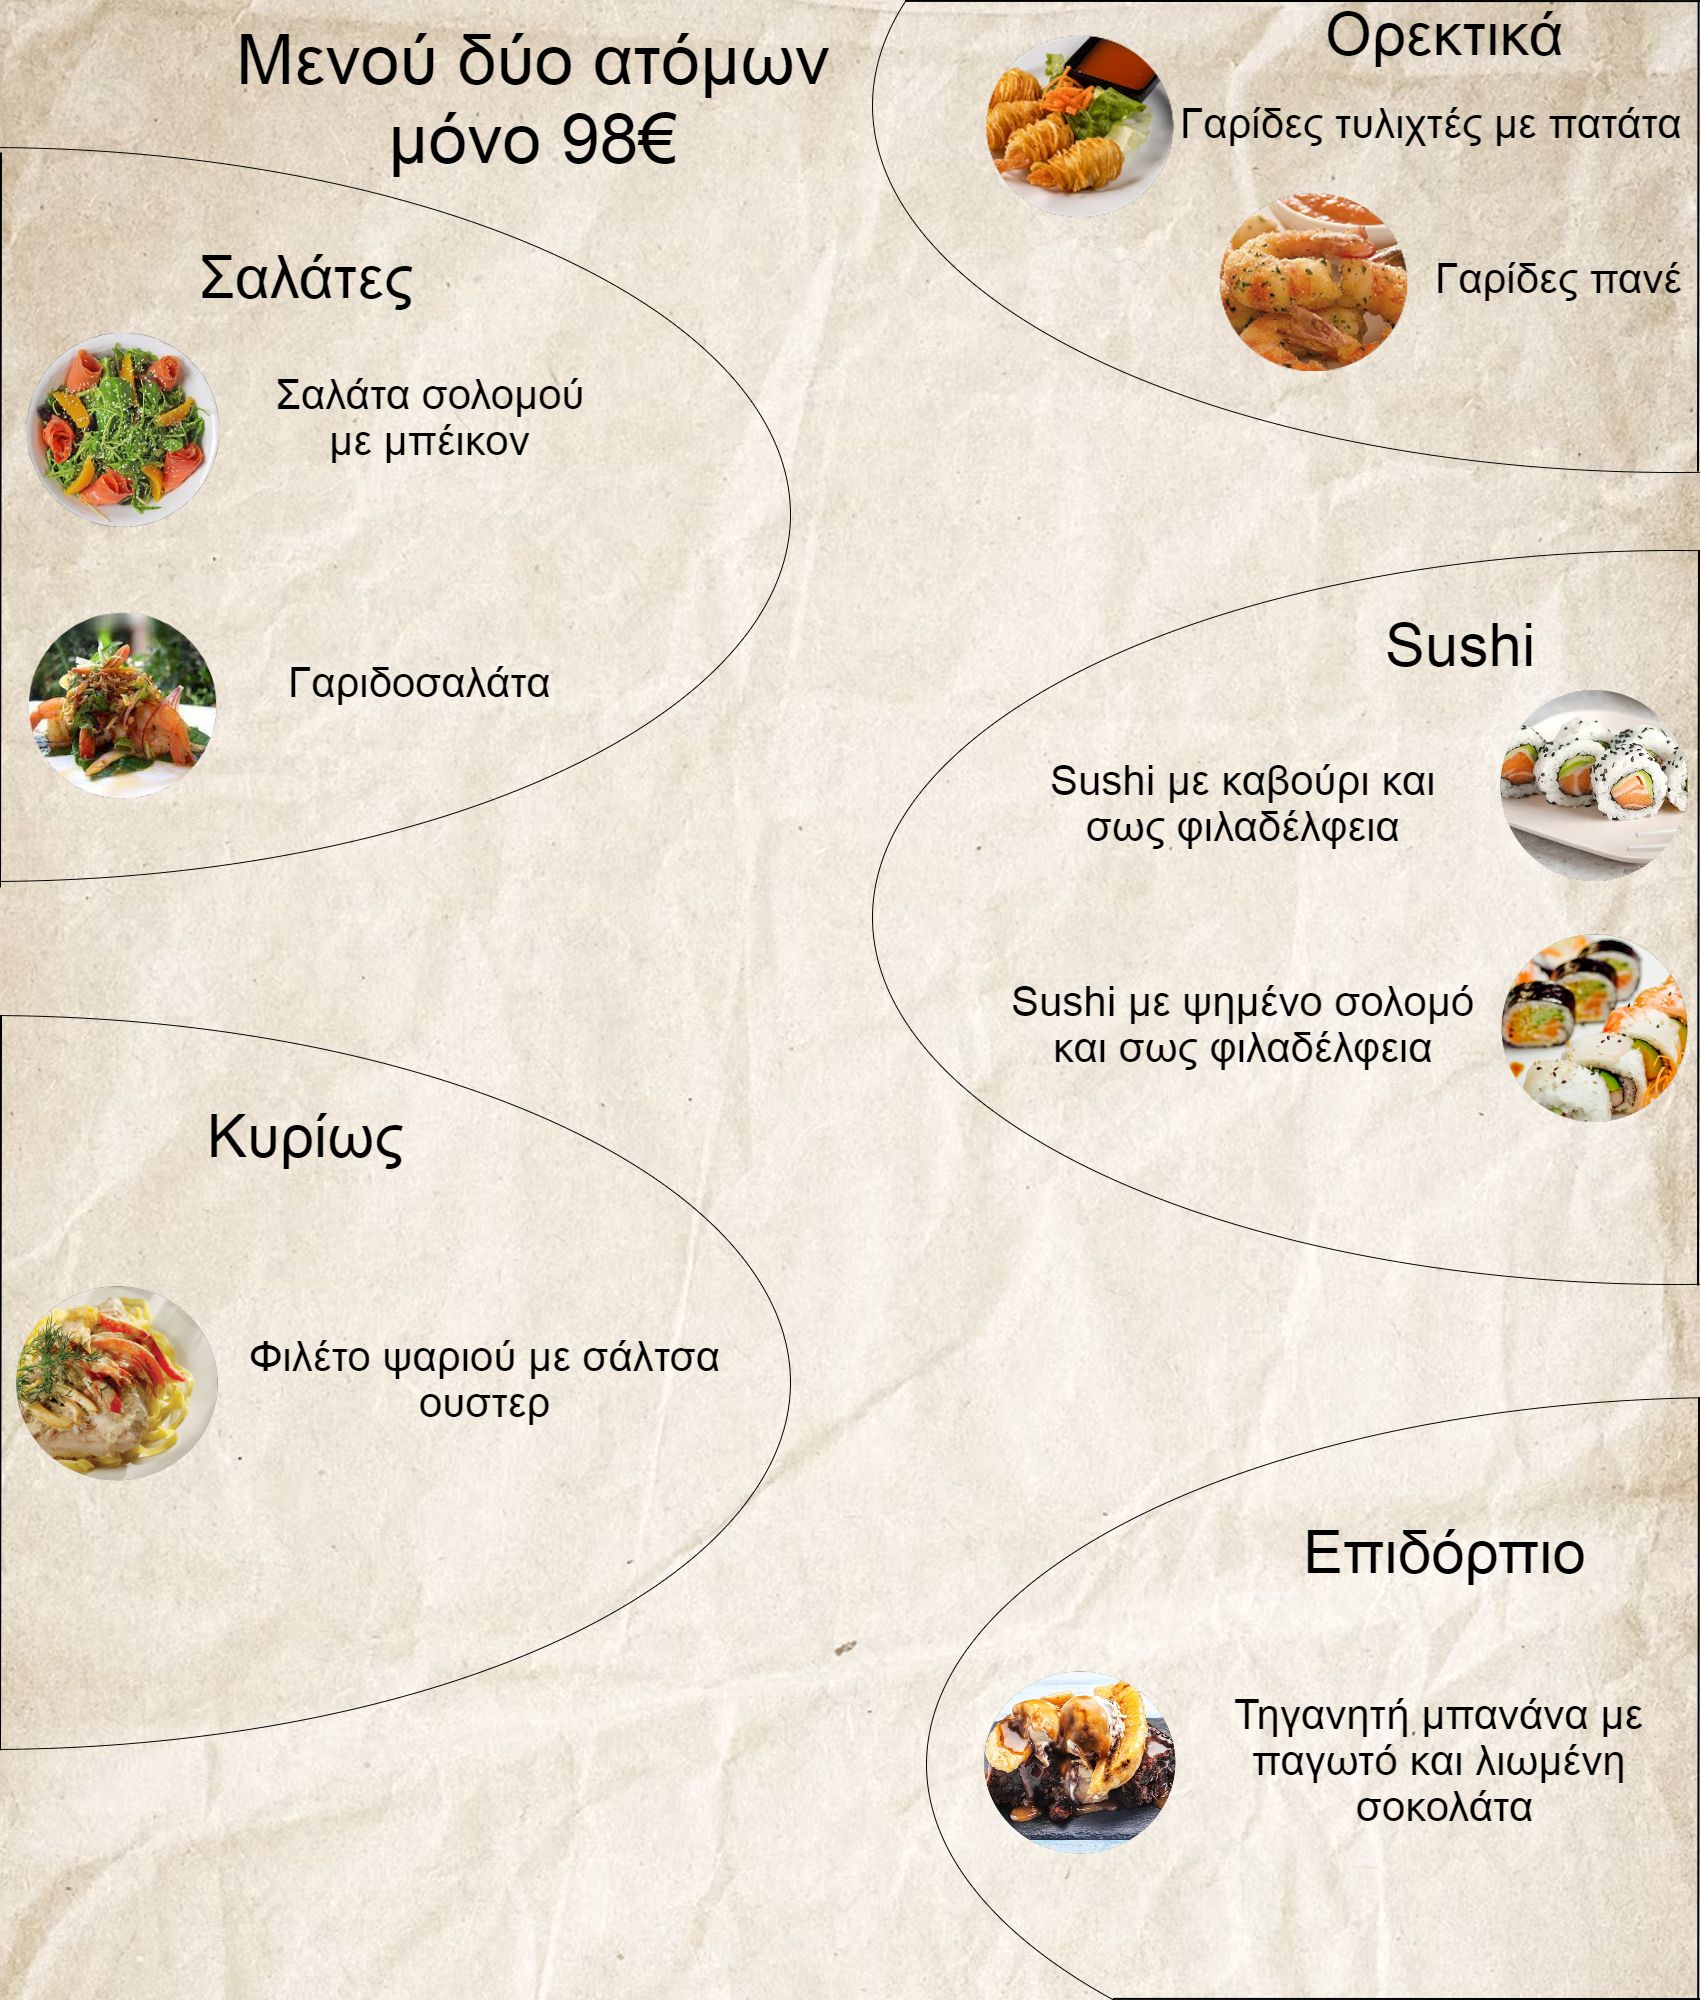 Μενού δύο ατόμων
μόνο 98€
Ορεκτικά
Γαρίδες τυλιχτές με πατάτα
Γαρίδες πανέ
Σαλάτες
Σαλάτα σολομού
με μπέικον
Γαριδοσαλάτα
Sushi
Sushi με καβούρι και
σως φιλαδέλφεια
Sushi με ψημένο σολομό
και σως φιλαδέλφεια
Κυρίως
Φιλέτο ψαριού με σάλτσα
ουστερ
Επιδόρπιο
Τηγανητή μπανάνα με
παγωτό και λιωμένη
σοκολάτα